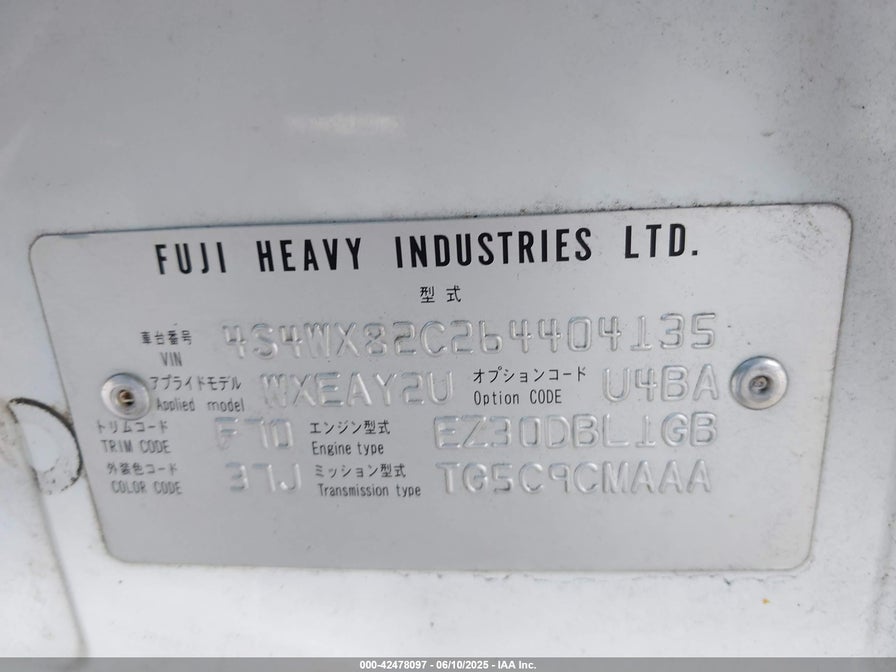 FUJI HEAVY INDUSTRIES LTD.
型式
車台番号 VIN 4S4WX82C264404135
アプライドモデル Applied model WXEAY2U オプションコード Option CODE U4BA
トリムコード TRIM CODE F70 エンジン型式 Engine type EZ30DBL1GB
外装色コード COLOR CODE 37J ミッション型式 Transmission type TG5C9CMAAA
000-42478097 - 06/10/2025 - IAA Inc.